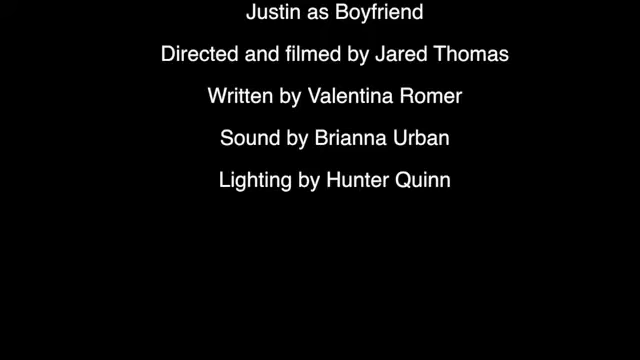 Justin as Boyfriend
Directed and filmed by Jared Thomas
Written by Valentina Romer
Sound by Brianna Urban
Lighting by Hunter Quinn